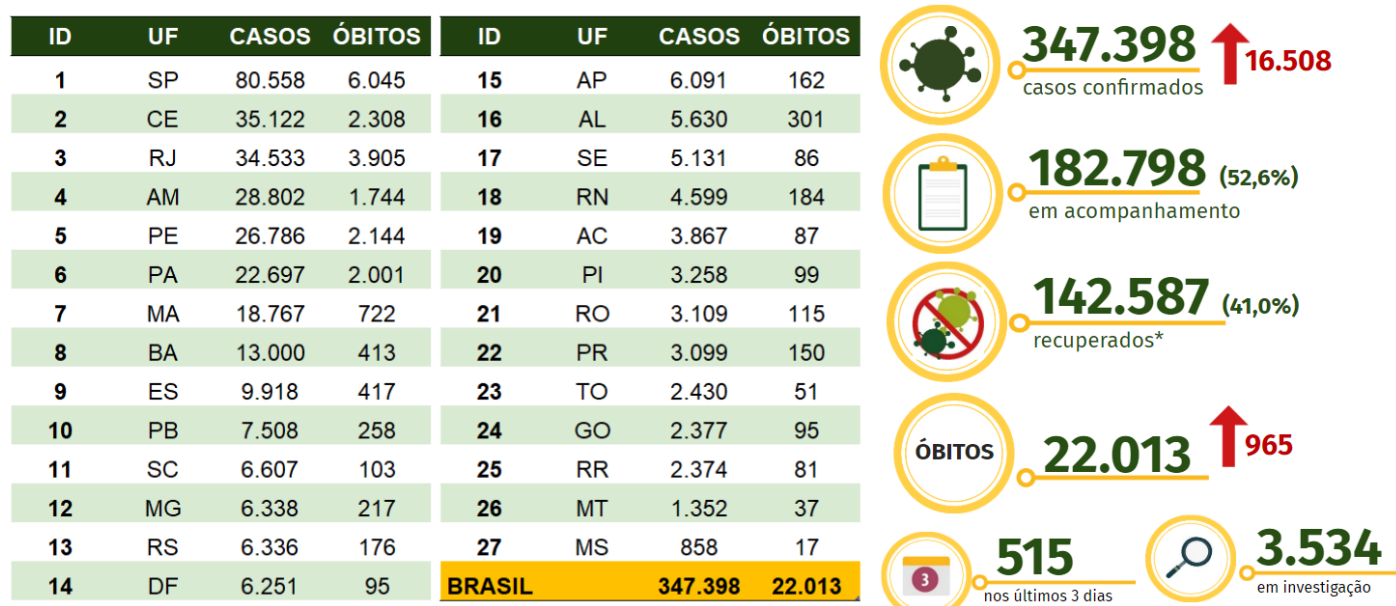 ID UF CASOS ÓBITOS
1 SP 80.558 6.045
2 CE 35.122 2.308
3 RJ 34.533 3.905
4 AM 28.802 1.744
5 PE 26.786 2.144
6 PA 22.697 2.001
7 MA 18.767 722
8 BA 13.000 413
9 ES 9.918 417
10 PB 7.508 258
11 SC 6.607 103
12 MG 6.338 217
13 RS 6.336 176
14 DF 6.251 95
ID UF CASOS ÓBITOS
15 AP 6.091 162
16 AL 5.630 301
17 SE 5.131 86
18 RN 4.599 184
19 AC 3.867 87
20 PI 3.258 99
21 RO 3.109 115
22 PR 3.099 150
23 TO 2.430 51
24 GO 2.377 95
25 RR 2.374 81
26 MT 1.352 37
27 MS 858 17
BRASIL 347.398 22.013
347.398 16.508
casos confirmados
182.798 (52,6%)
em acompanhamento
142.587 (41,0%)
recuperados*
ÓBITOS 22.013 965
3 515
nos últimos 3 dias
3.534
em investigação